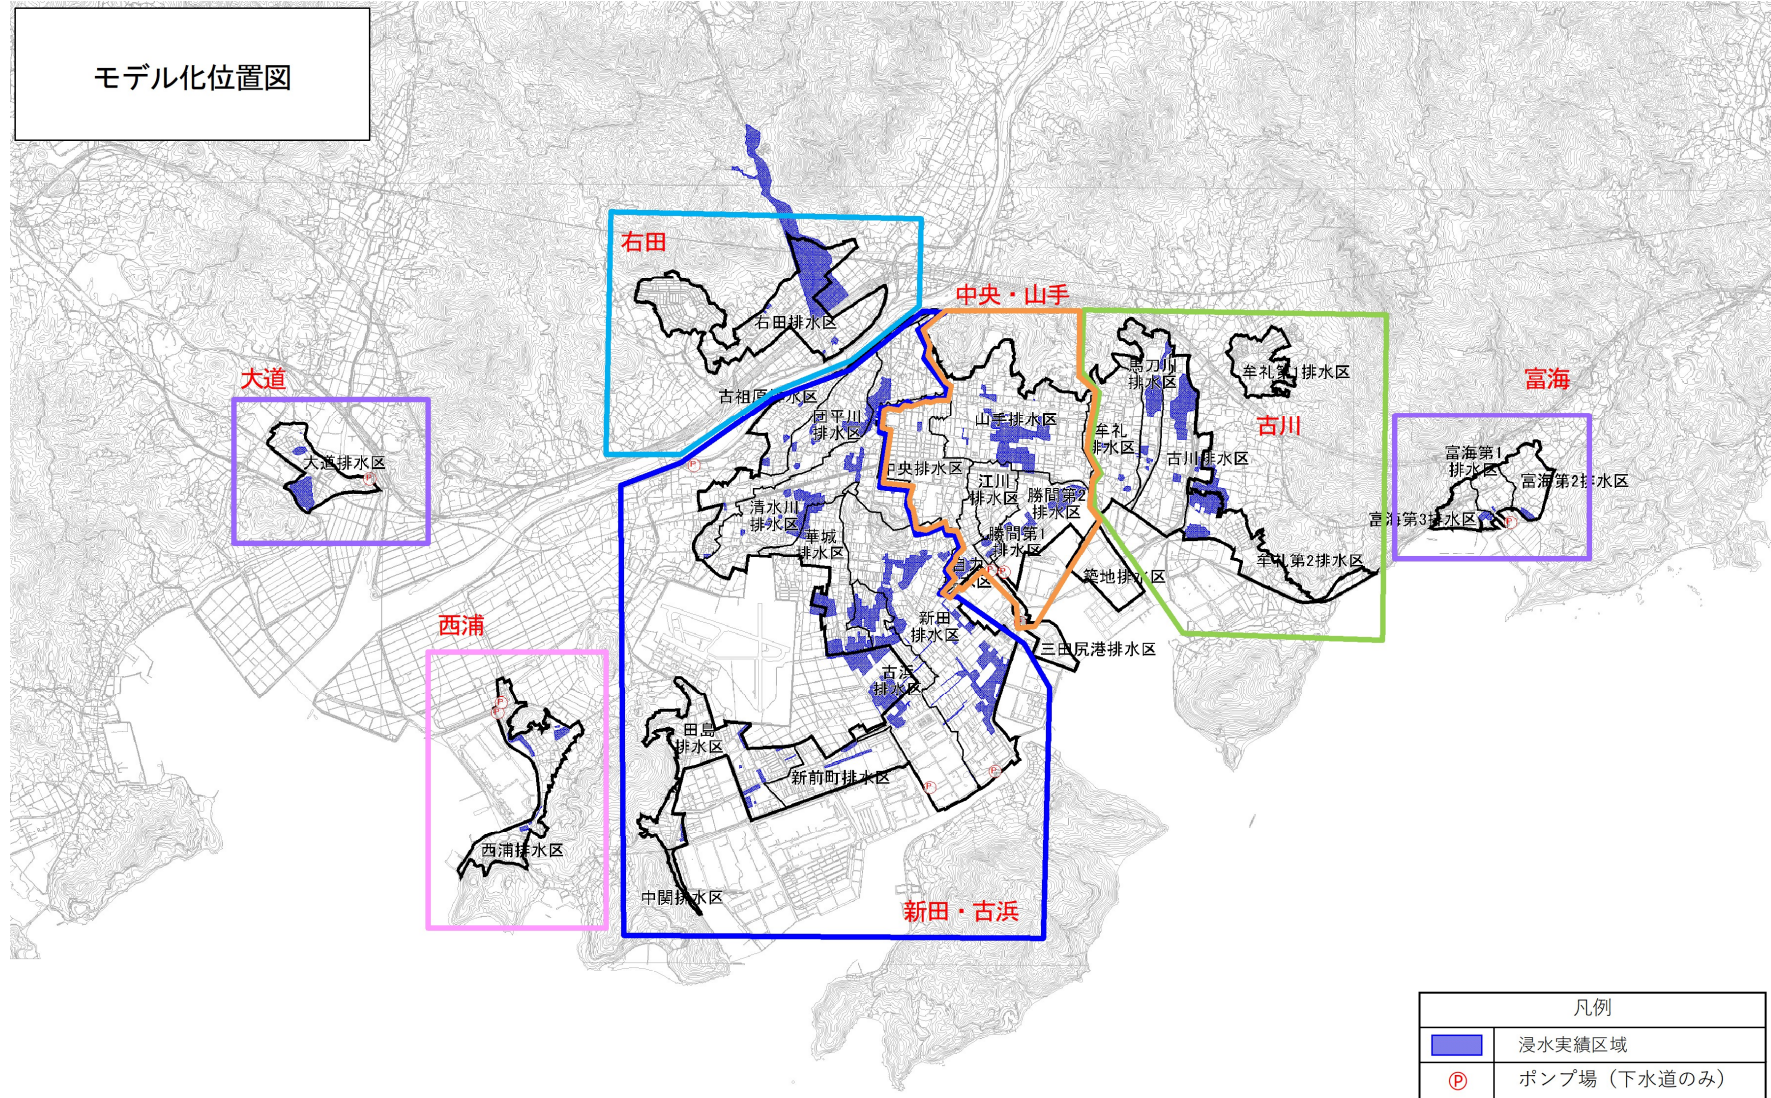 モデル化位置図
右田
右田排水区
中央・山手
大道
大道排水区
古祖原排水区
団平川
排水区
山手排水区
馬刀川
排水区
牟礼第1排水区
古川
牟礼
排水区
古川排水区
富海
富海第1
排水区
富海第2排水区
富海第3排水区
中央排水区
江川
排水区
勝間第2
排水区
清水川
排水区
華城
排水区
勝間第1
排水区
築地排水区
牟礼第2排水区
西浦
新田
排水区
三田尻港排水区
古浜
排水区
田島
排水区
新前町排水区
西浦排水区
中関排水区
新田・古浜
凡例
浸水実績区域
P ポンプ場（下水道のみ）